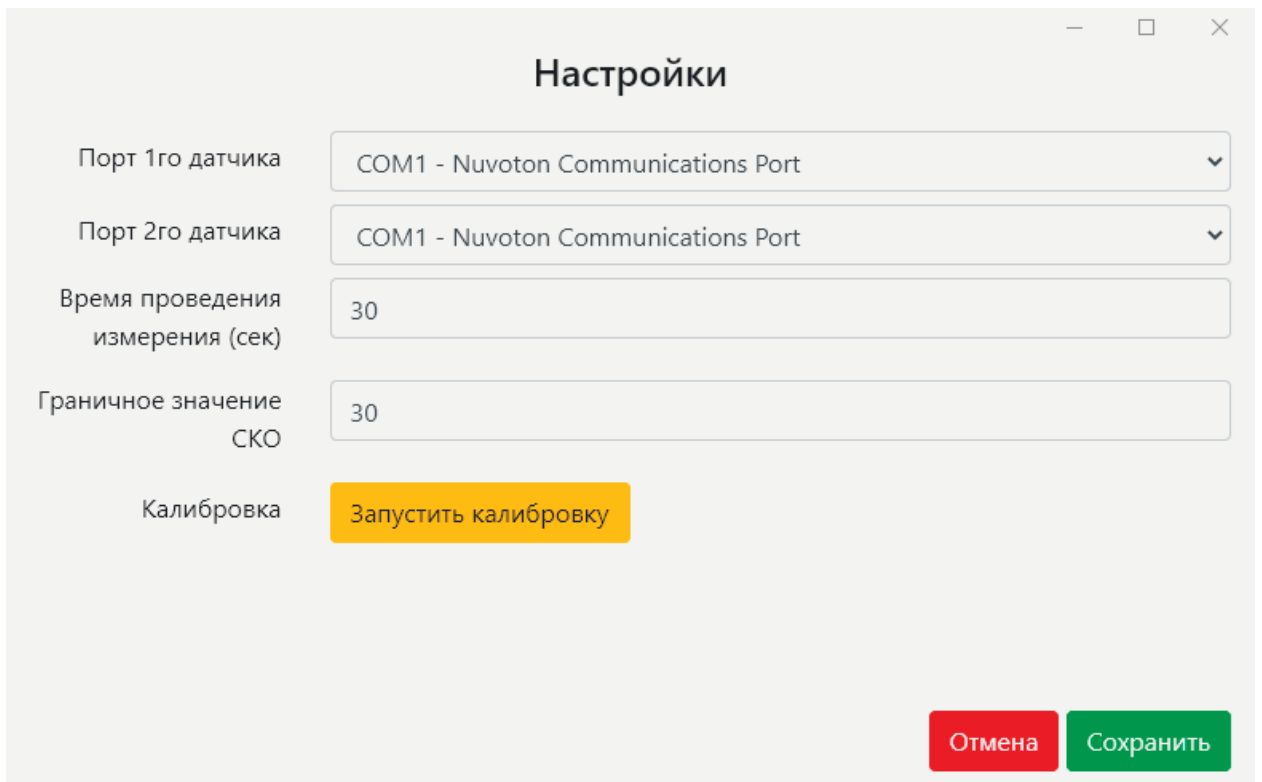 Настройки
Порт 1го датчика
COM1 - Nuvoton Communications Port
Порт 2го датчика
COM1 - Nuvoton Communications Port
Время проведения
измерения (сек)
30
Граничное значение
СКО
30
Калибровка
Запустить калибровку
Отмена
Сохранить